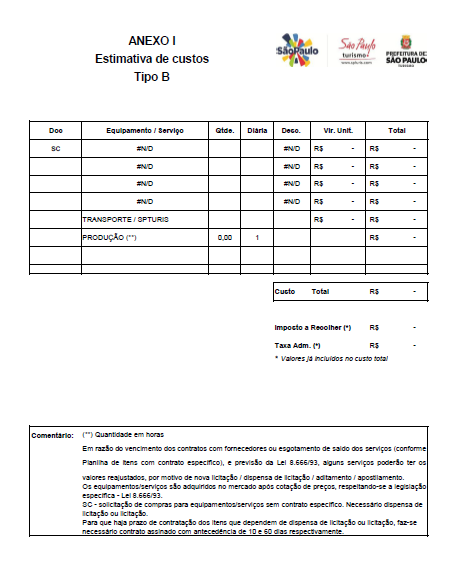 ANEXO I
Estimativa de custos
Tipo B
São Paulo
São Paulo
turismo
www.spturis.com
PREFEITURA DE
SÃO PAULO
TURISMO
Doc Equipamento / Serviço Qtde. Diária Desc. Vlr. Unit. Total
SC #N/D #N/D R$ - R$ -
#N/D #N/D R$ - R$ -
#N/D #N/D R$ - R$ -
#N/D #N/D R$ - R$ -
TRANSPORTE / SPTURIS R$ - R$ -
PRODUÇÃO (**) 0,00 1 R$ -
Custo Total R$ -
Imposto a Recolher (*) R$ -
Taxa Adm. (*) R$ -
* Valores já incluídos no custo total
Comentário: (**) Quantidade em horas
Em razão do vencimento dos contratos com fornecedores ou esgotamento de saldo dos serviços (conforme
Planilha de Itens com contrato específico), e previsão da Lei 8.666/93, alguns serviços poderão ter os
valores reajustados, por motivo de nova licitação / dispensa de licitação / aditamento / apostilamento.
Os equipamentos/serviços são adquiridos no mercado após cotação de preços, respeitando-se a legislação
específica - Lei 8.666/93.
SC - solicitação de compras para equipamentos/serviços sem contrato específico. Necessário dispensa de
licitação ou licitação.
Para que haja prazo de contratação dos itens que dependem de dispensa de licitação ou licitação, faz-se
necessário contrato assinado com antecedência de 10 e 60 dias respectivamente.